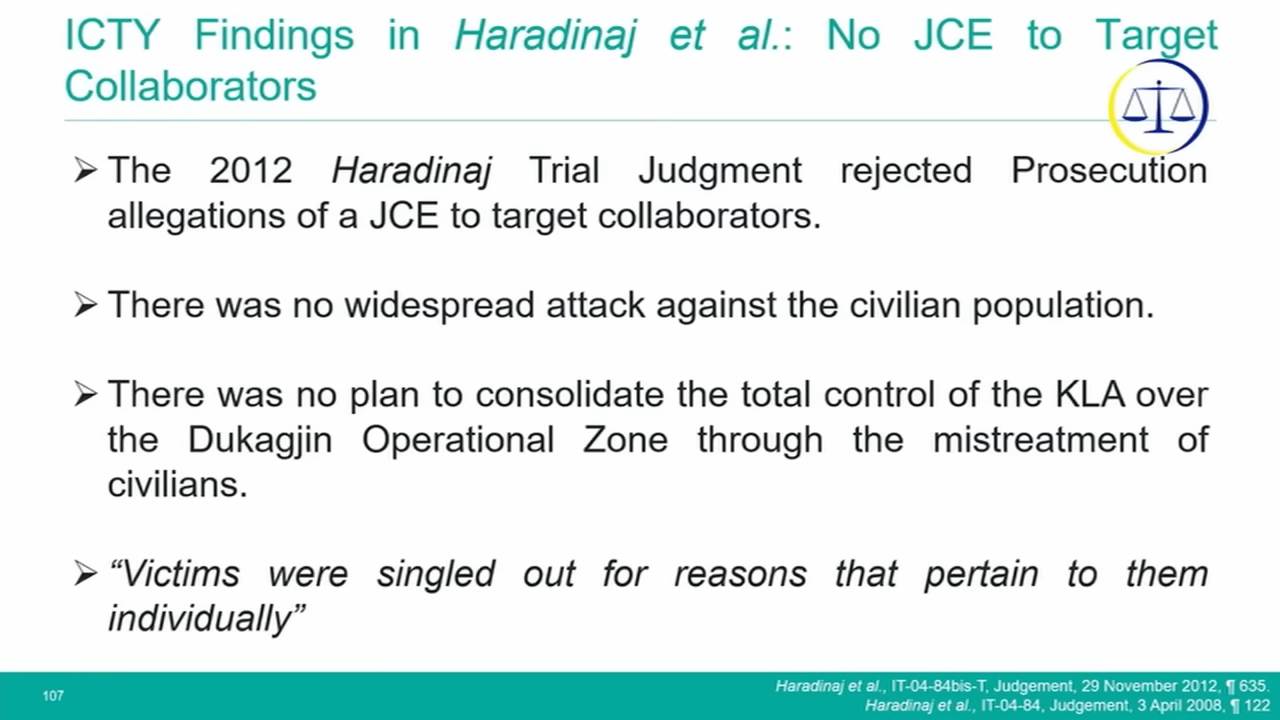 ICTY Findings in Haradinaj et al.: No JCE to Target
Collaborators
➢ The 2012 Haradinaj Trial Judgment rejected Prosecution
allegations of a JCE to target collaborators.
➢ There was no widespread attack against the civilian population.
➢ There was no plan to consolidate the total control of the KLA over
the Dukagjin Operational Zone through the mistreatment of
civilians.
➢ “Victims were singled out for reasons that pertain to them
individually”
107
Haradinaj et al., IT-04-84bis-T, Judgement, 29 November 2012, ¶ 635.
Haradinaj et al., IT-04-84, Judgement, 3 April 2008, ¶ 122